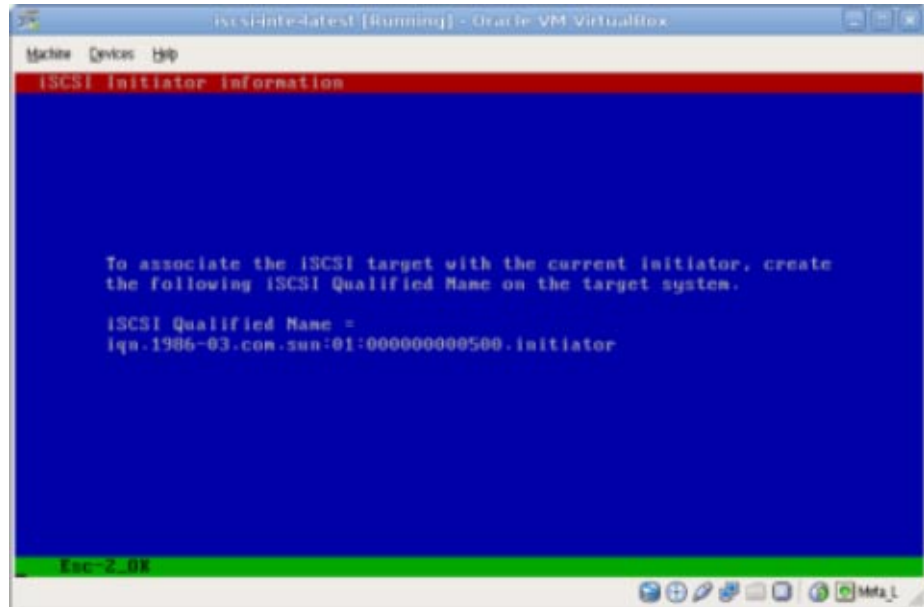 iscsi-inte-latest [Running] - Oracle VM VirtualBox
Machine Devices Help
iSCSI Initiator information
To associate the iSCSI target with the current initiator, create
the following iSCSI Qualified Name on the target system.
iSCSI Qualified Name =
iqn.1986-03.com.sun:01:000000000500.initiator
Esc-2_OK
Meta_L